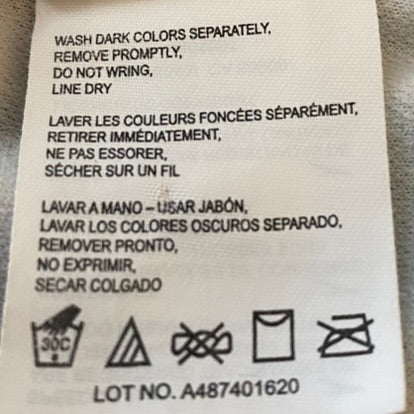 WASH DARK COLORS SEPARATELY,
REMOVE PROMPTLY,
DO NOT WRING,
LINE DRY
LAVER LES COULEURS FONCÉES SÉPARÉMENT,
RETIRER IMMÉDIATEMENT,
NE PAS ESSORER,
SÉCHER SUR UN FIL
LAVAR A MANO – USAR JABÓN,
LAVAR LOS COLORES OSCUROS SEPARADO,
REMOVER PRONTO,
NO EXPRIMIR,
SECAR COLGADO
30C
LOT NO. A487401620